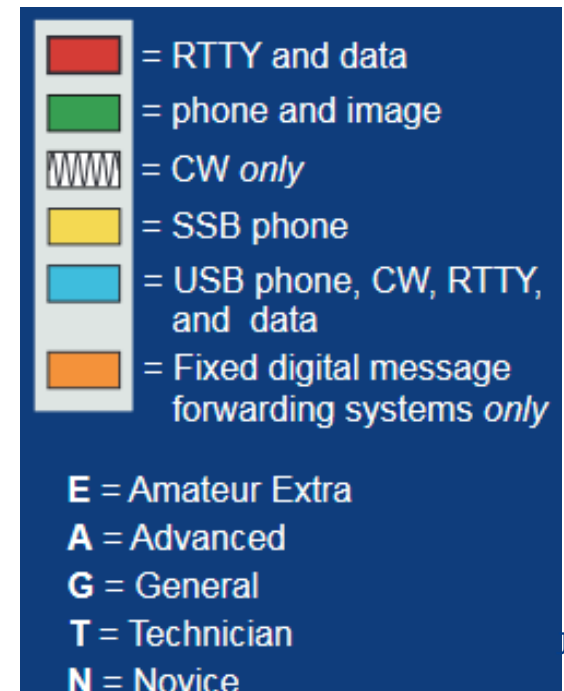 = RTTY and data
= phone and image
= CW only
= SSB phone
= USB phone, CW, RTTY,
and data
= Fixed digital message
forwarding systems only
E = Amateur Extra
A = Advanced
G = General
T = Technician
N = Novice